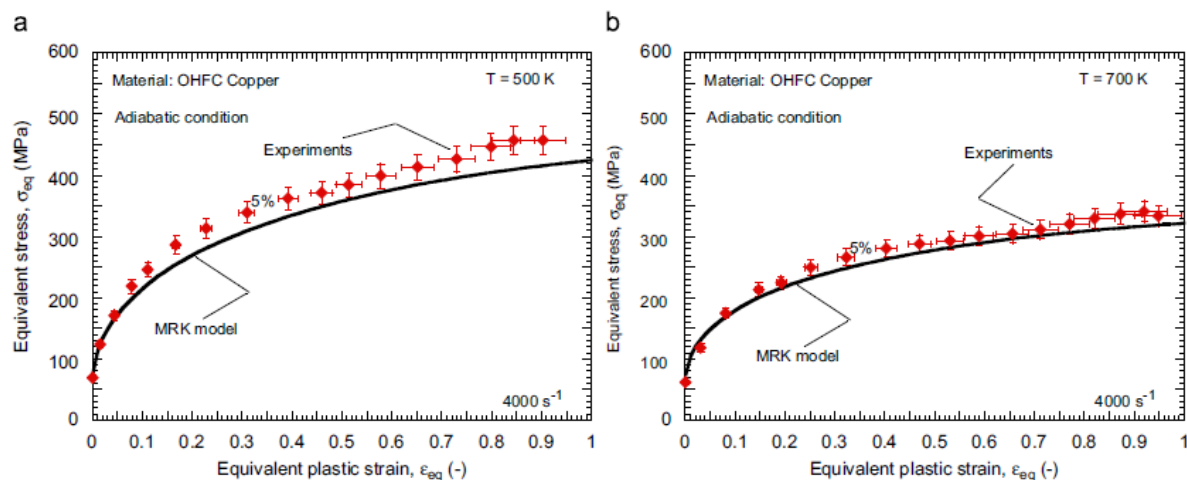 a
600
500
400
300
200
100
0
Equivalent stress, σeq (MPa)
Material: OHFC Copper
T = 500 K
Adiabatic condition
Experiments
5%
MRK model
4000 s-1
0 0.1 0.2 0.3 0.4 0.5 0.6 0.7 0.8 0.9 1
Equivalent plastic strain, εeq (-)
b
600
500
400
300
200
100
0
Equivalent stress, σeq (MPa)
Material: OHFC Copper
T = 700 K
Adiabatic condition
Experiments
5%
MRK model
4000 s-1
0 0.1 0.2 0.3 0.4 0.5 0.6 0.7 0.8 0.9 1
Equivalent plastic strain, εeq (-)